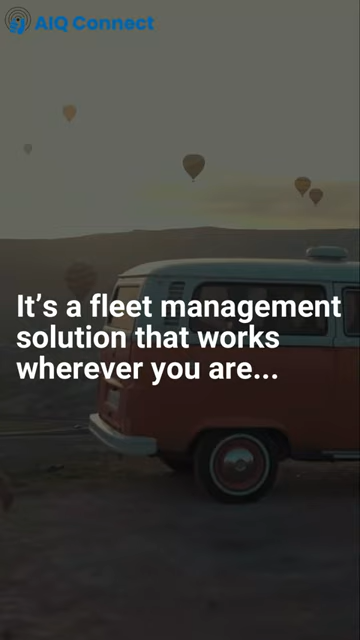 AIQ Connect
It’s a fleet management
solution that works
wherever you are...